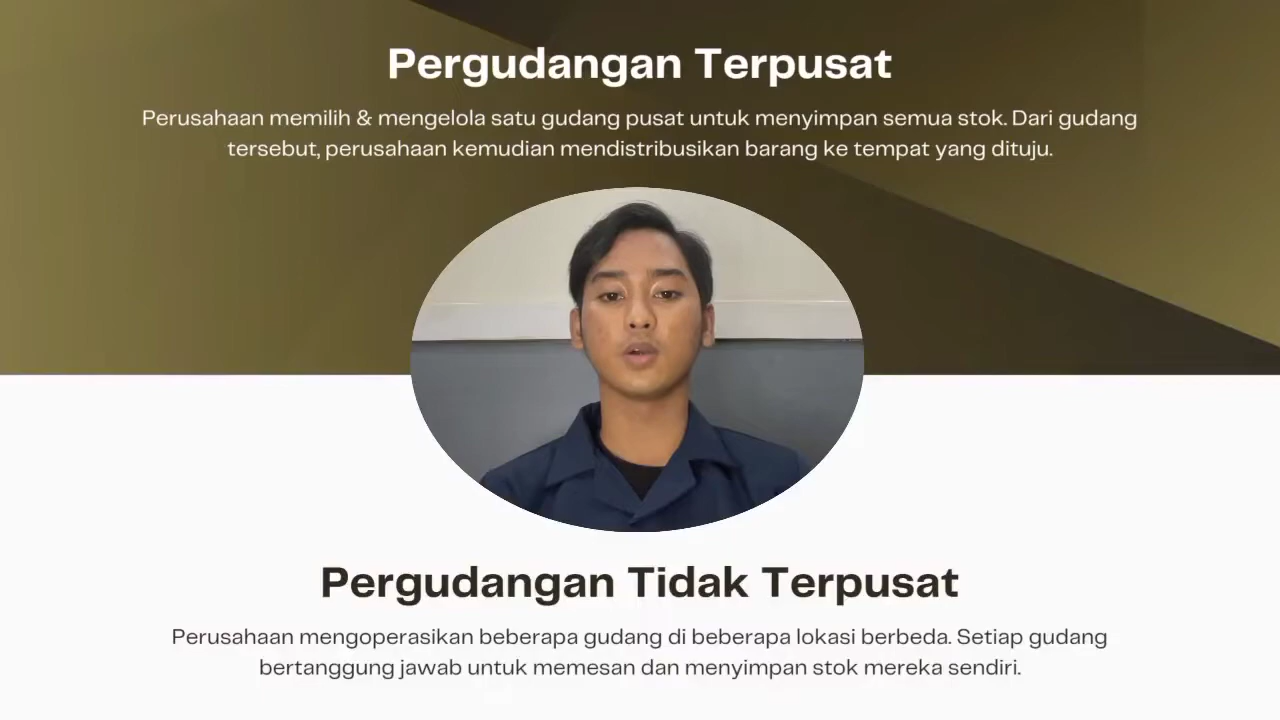 Pergudangan Terpusat
Perusahaan memilih & mengelola satu gudang pusat untuk menyimpan semua stok. Dari gudang
tersebut, perusahaan kemudian mendistribusikan barang ke tempat yang dituju.
Pergudangan Tidak Terpusat
Perusahaan mengoperasikan beberapa gudang di beberapa lokasi berbeda. Setiap gudang
bertanggung jawab untuk memesan dan menyimpan stok mereka sendiri.